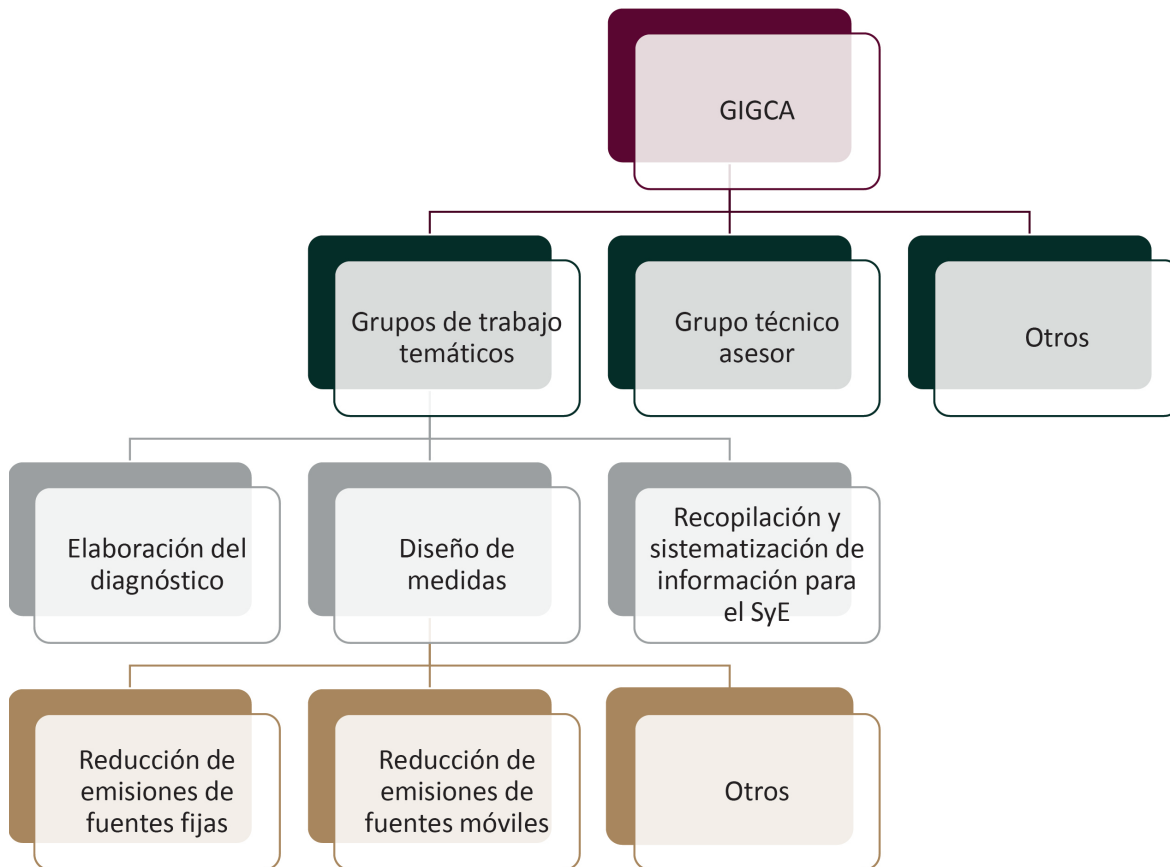 GIGCA
Grupos de trabajo
temáticos
Grupo técnico
asesor
Otros
Elaboración del
diagnóstico
Diseño de
medidas
Recopilación y
sistematización de
información para
el SyE
Reducción de
emisiones de
fuentes fijas
Reducción de
emisiones de
fuentes móviles
Otros